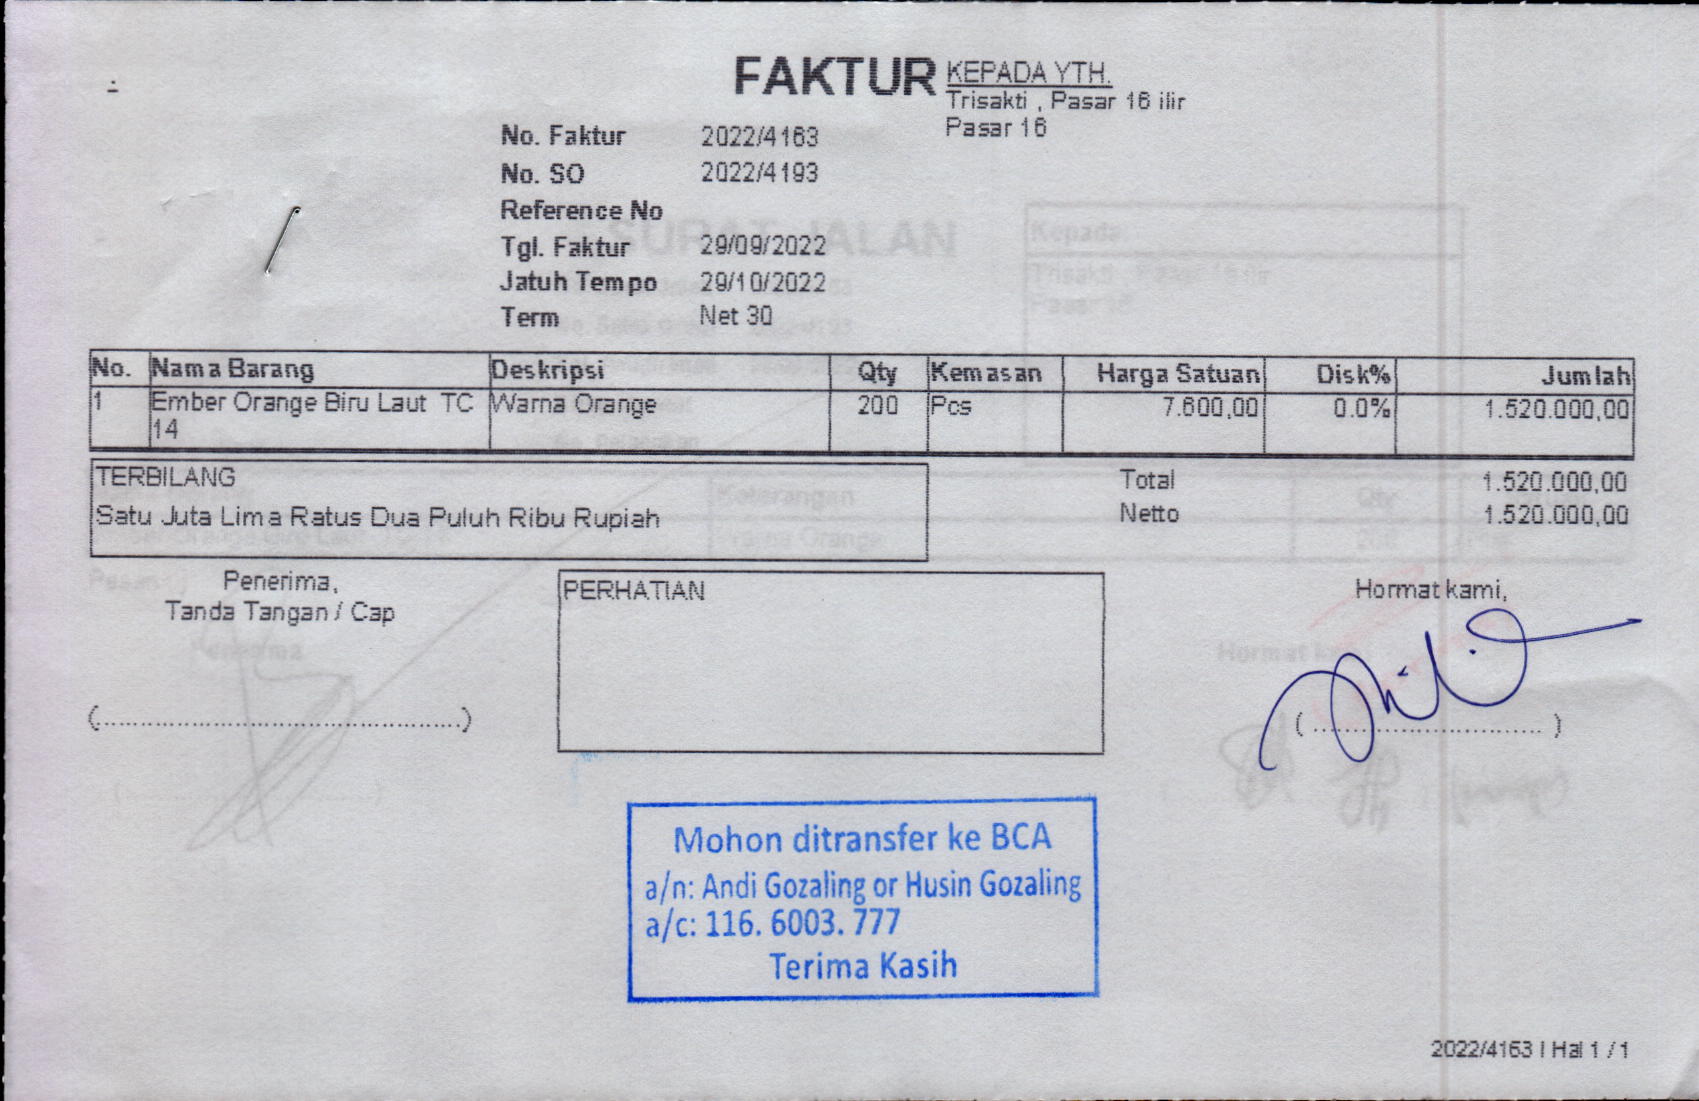 FAKTUR
KEPADA YTH.
Trisakti , Pasar 16 ilir
Pasar 16
No. Faktur 2022/4163
No. SO 2022/4193
Reference No
Tgl. Faktur 29/09/2022
Jatuh Tempo 29/10/2022
Term Net 30
No. Nama Barang Deskripsi Qty Kemasan Harga Satuan Disk% Jumlah
1 Ember Orange Biru Laut TC Warna Orange 200 Pcs 7.600,00 0.0% 1.520.000,00
14
TERBILANG
Satu Juta Lima Ratus Dua Puluh Ribu Rupiah
Total 1.520.000,00
Netto 1.520.000,00
Penerima,
Tanda Tangan / Cap
PERHATIAN
Hormat kami,
(................................................)
(..............................)
Mohon ditransfer ke BCA
a/n: Andi Gozaling or Husin Gozaling
a/c: 116. 6003. 777
Terima Kasih
2022/4163 | Hal 1 / 1